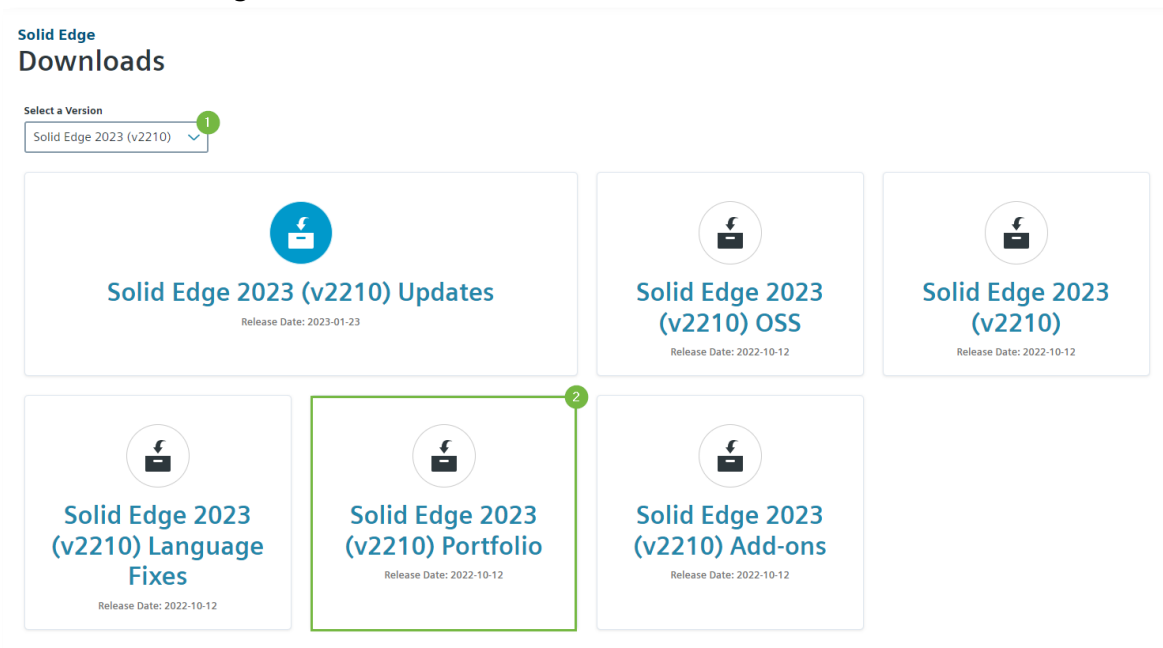 Solid Edge
Downloads
Select a Version
1
Solid Edge 2023 (v2210)
Solid Edge 2023 (v2210) Updates
Release Date: 2023-01-23
Solid Edge 2023
(v2210) OSS
Release Date: 2022-10-12
Solid Edge 2023
(v2210)
Release Date: 2022-10-12
Solid Edge 2023
(v2210) Language
Fixes
Release Date: 2022-10-12
2
Solid Edge 2023
(v2210) Portfolio
Release Date: 2022-10-12
Solid Edge 2023
(v2210) Add-ons
Release Date: 2022-10-12